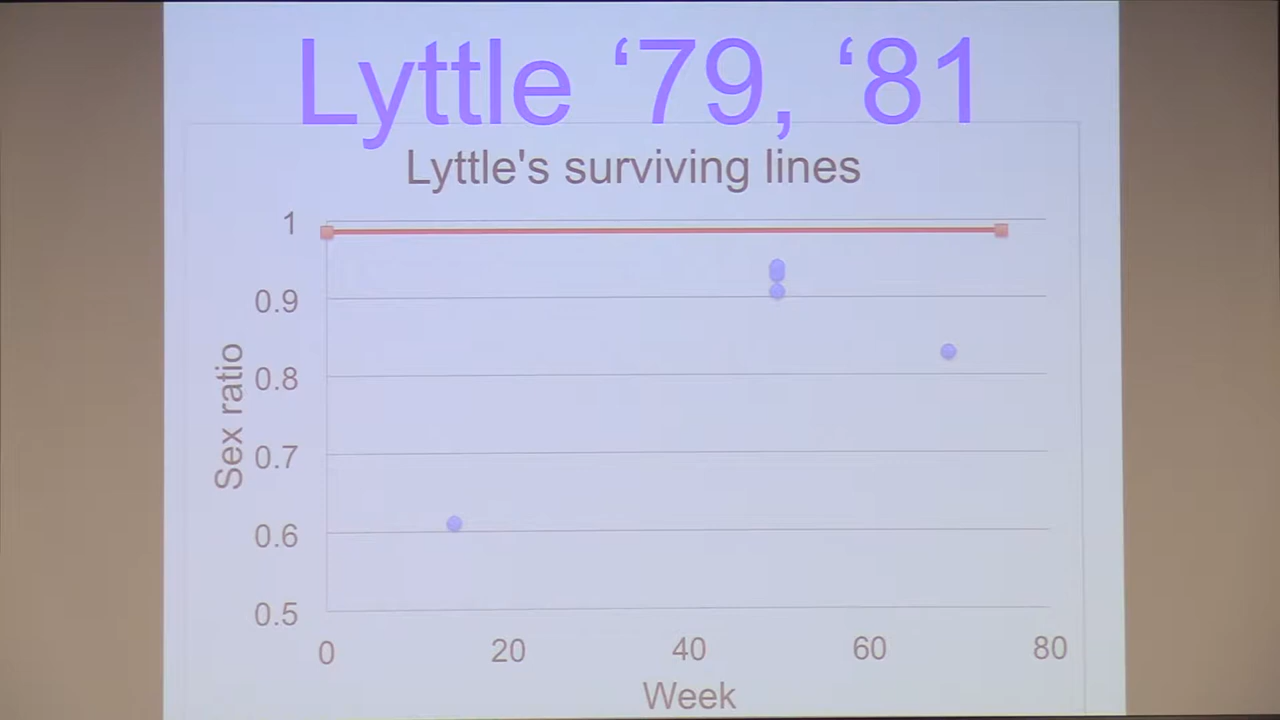 Lyttle ‘79, ‘81
Lyttle's surviving lines
1
0.9
0.8
0.7
0.6
0.5
Sex ratio
0
20
40
60
80
Week